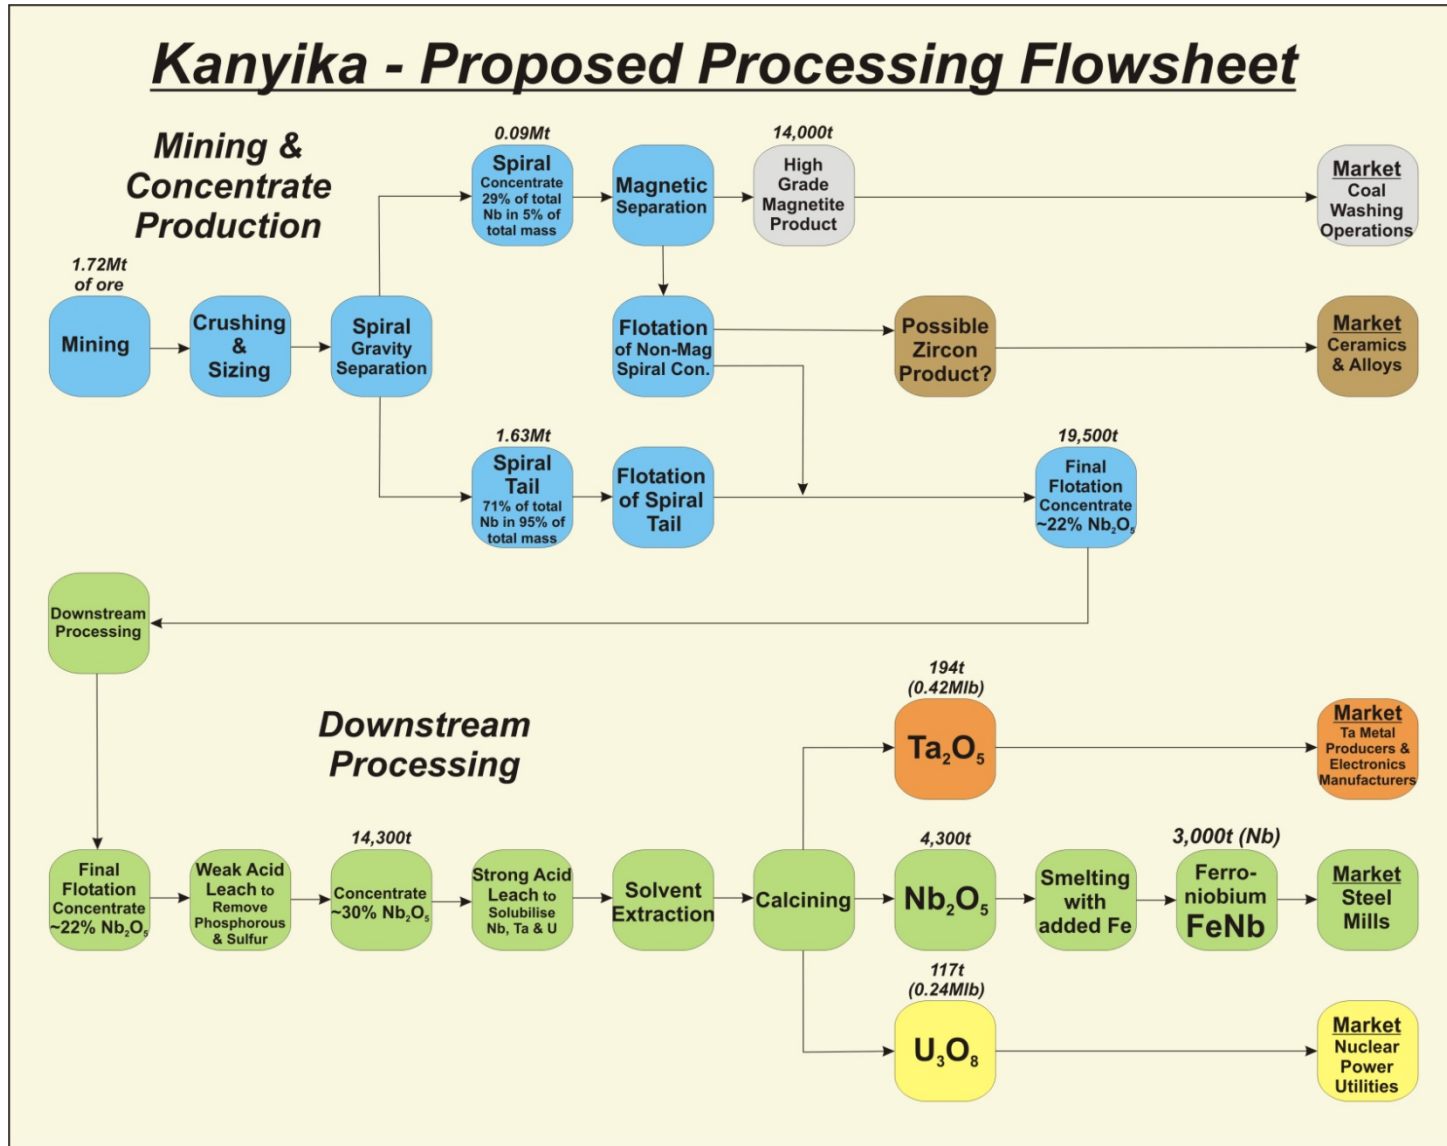 Kanyika - Proposed Processing Flowsheet
Mining &
Concentrate
Production
1.72Mt
of ore
Mining
Crushing
&
Sizing
Spiral
Gravity
Separation
0.09Mt
Spiral
Concentrate
29% of total
Nb in 5% of
total mass
Magnetic
Separation
14,000t
High
Grade
Magnetite
Product
Market
Coal
Washing
Operations
Flotation
of Non-Mag
Spiral Con.
Possible
Zircon
Product?
Market
Ceramics
& Alloys
1.63Mt
Spiral
Tail
71% of total
Nb in 95% of
total mass
Flotation
of Spiral
Tail
19,500t
Final
Flotation
Concentrate
~22% Nb₂O₅
Downstream
Processing
Downstream
Processing
Final
Flotation
Concentrate
~22% Nb₂O₅
Weak Acid
Leach to
Remove
Phosphorous
& Sulfur
14,300t
Concentrate
~30% Nb₂O₅
Strong Acid
Leach to
Solubilise
Nb, Ta & U
Solvent
Extraction
Calcining
194t
(0.42Mlb)
Ta₂O₅
Market
Ta Metal
Producers &
Electronics
Manufacturers
4,300t
Nb₂O₅
Smelting
with
added Fe
3,000t (Nb)
Ferro-
niobium
FeNb
Market
Steel
Mills
117t
(0.24Mlb)
U₃O₈
Market
Nuclear
Power
Utilities